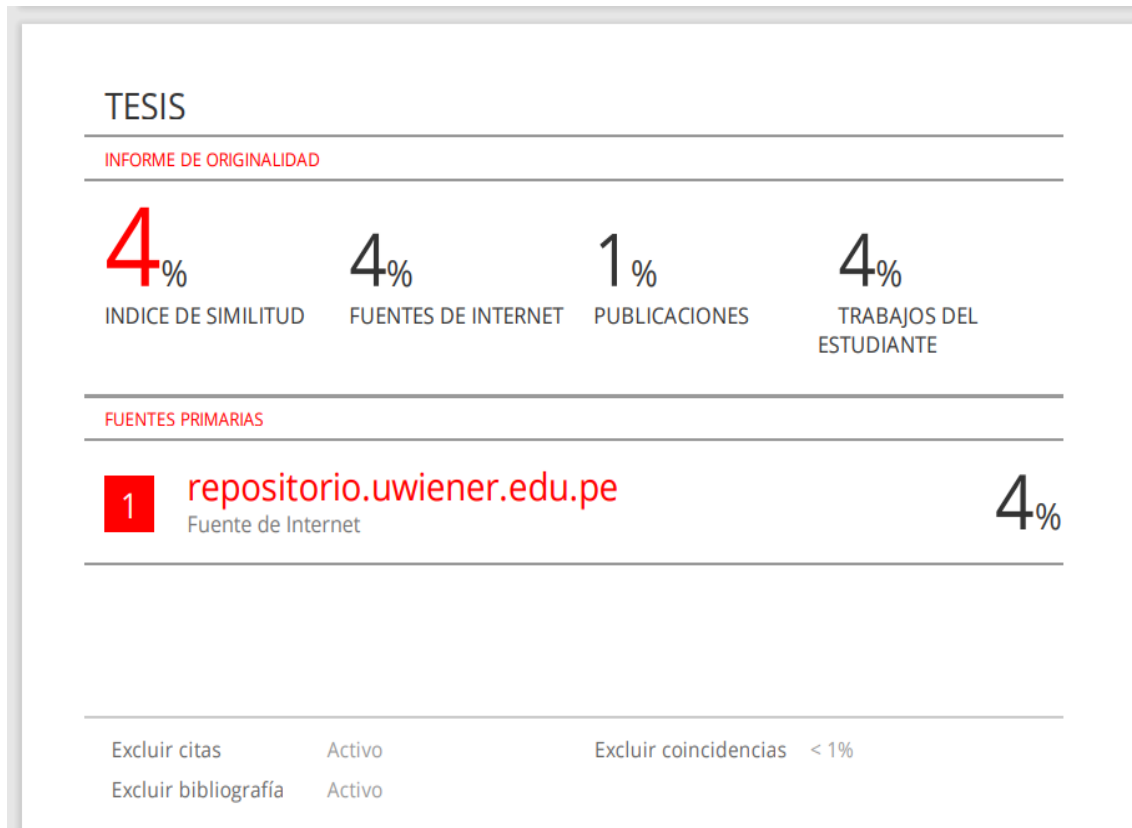 TESIS
INFORME DE ORIGINALIDAD
4% 4% 1% 4%
INDICE DE SIMILITUD FUENTES DE INTERNET PUBLICACIONES TRABAJOS DEL
ESTUDIANTE
FUENTES PRIMARIAS
1 repositorio.uwiener.edu.pe 4%
Fuente de Internet
Excluir citas Activo Excluir coincidencias < 1%
Excluir bibliografía Activo